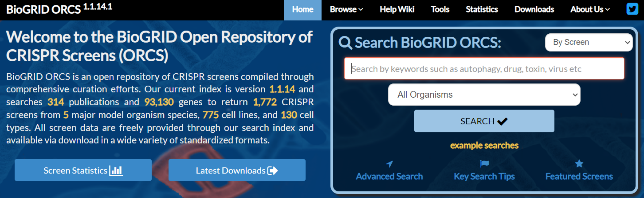 BioGRID ORCS 1.1.14.1
Home Browse Help Wiki Tools Statistics Downloads About Us
Welcome to the BioGRID Open Repository of
CRISPR Screens (ORCS)
BioGRID ORCS is an open repository of CRISPR screens compiled through
comprehensive curation efforts. Our current index is version 1.1.14 and
searches 314 publications and 93,130 genes to return 1,772 CRISPR
screens from 5 major model organism species, 775 cell lines, and 130 cell
types. All screen data are freely provided through our search index and
available via download in a wide variety of standardized formats.
Screen Statistics
Latest Downloads
Search BioGRID ORCS:
By Screen
Search by keywords such as autophagy, drug, toxin, virus etc
All Organisms
SEARCH
example searches
Advanced Search
Key Search Tips
Featured Screens